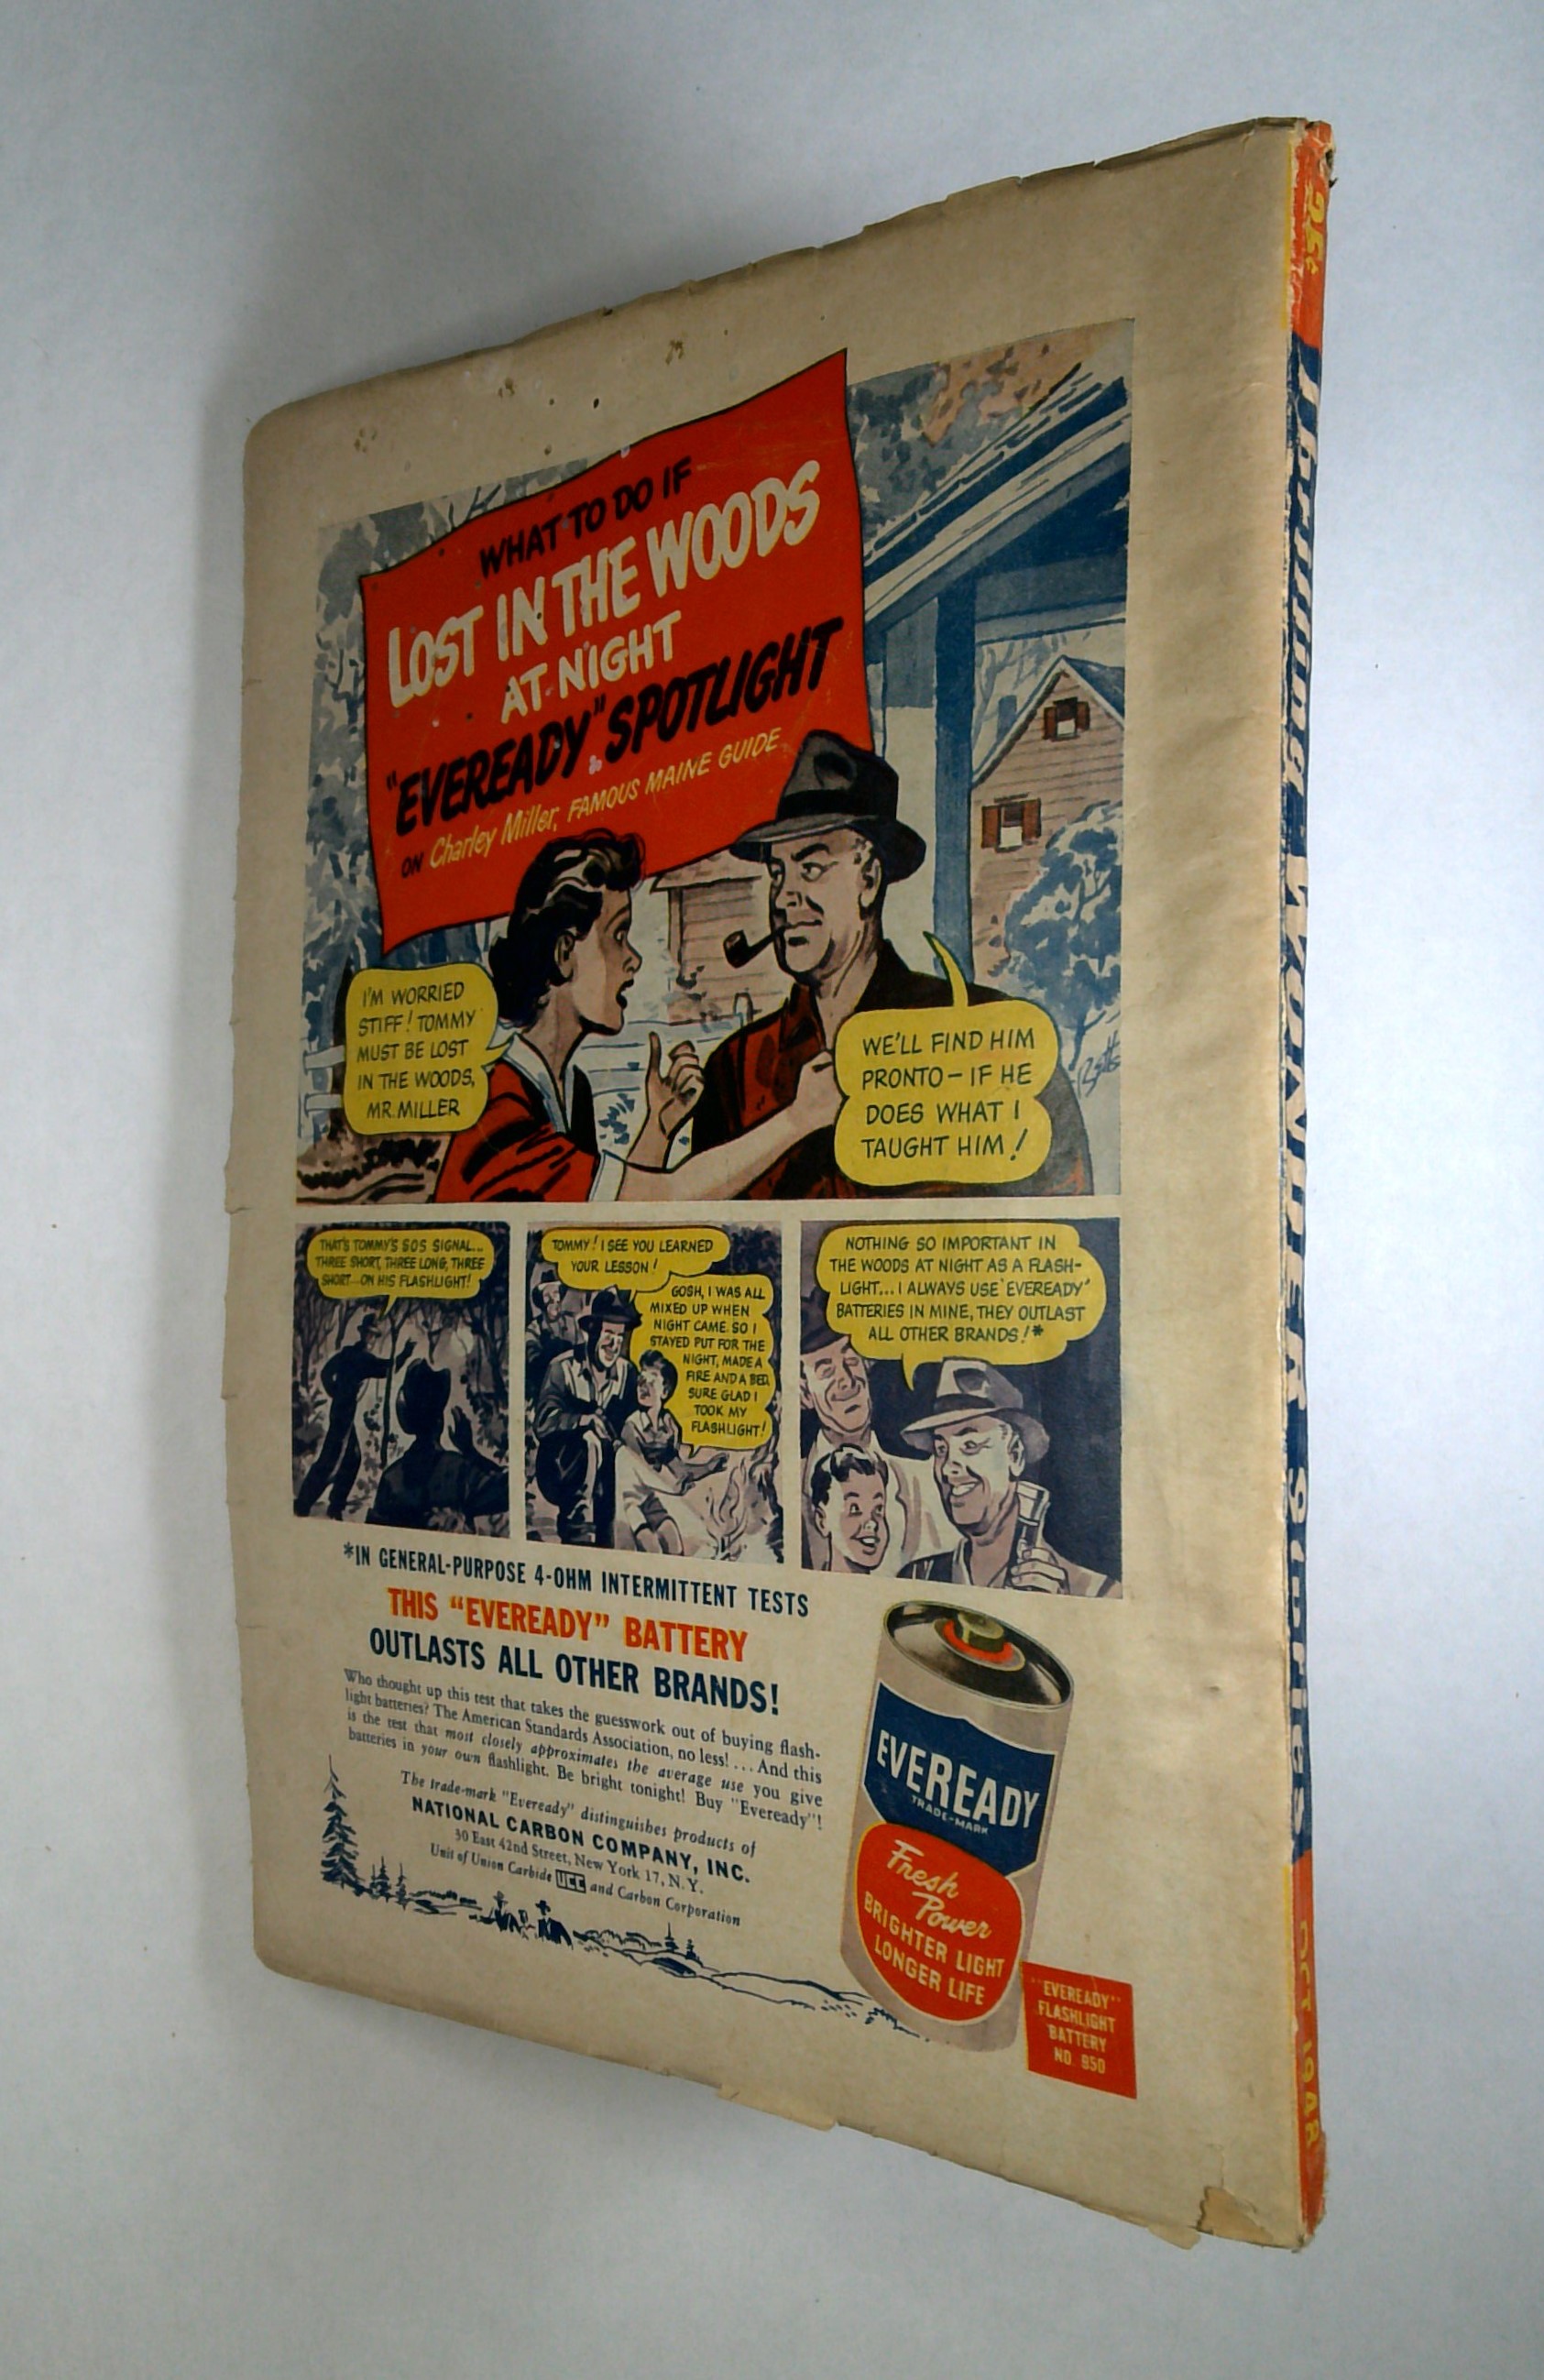 WHAT TO DO IF
LOST IN THE WOODS
AT NIGHT
"EVEREADY" SPOTLIGHT
ON Charley Miller, FAMOUS MAINE GUIDE
I'M WORRIED
STIFF! TOMMY
MUST BE LOST
IN THE WOODS,
MR. MILLER
WE'LL FIND HIM
PRONTO - IF HE
DOES WHAT I
TAUGHT HIM!
Betts
THAT'S TOMMY'S SOS SIGNAL...
THREE SHORT, THREE LONG, THREE
SHORT - ON HIS FLASHLIGHT!
TOMMY! I SEE YOU LEARNED
YOUR LESSON!
GOSH, I WAS ALL
MIXED UP WHEN
NIGHT CAME. SO I
STAYED PUT FOR THE
NIGHT, MADE A
FIRE AND A BED.
SURE GLAD I
TOOK MY
FLASHLIGHT!
NOTHING SO IMPORTANT IN
THE WOODS AT NIGHT AS A FLASH-
LIGHT... I ALWAYS USE 'EVEREADY'
BATTERIES IN MINE, THEY OUTLAST
ALL OTHER BRANDS!*
*IN GENERAL-PURPOSE 4-OHM INTERMITTENT TESTS
THIS "EVEREADY" BATTERY
OUTLASTS ALL OTHER BRANDS!
Who thought up this test that takes the guesswork out of buying flash-
light batteries? The American Standards Association, no less! ... And this
is the test that most closely approximates the average use you give
batteries in your own flashlight. Be bright tonight! Buy "Eveready"!
The trade-mark "Eveready" distinguishes products of
NATIONAL CARBON COMPANY, INC.
30 East 42nd Street, New York 17, N. Y.
Unit of Union Carbide UCC and Carbon Corporation
EVEREADY
TRADE-MARK
Fresh
Power
BRIGHTER LIGHT
LONGER LIFE
"EVEREADY"
FLASHLIGHT
BATTERY
NO. 950
25¢
THRILLING WONDER Stories
OCT. 1948